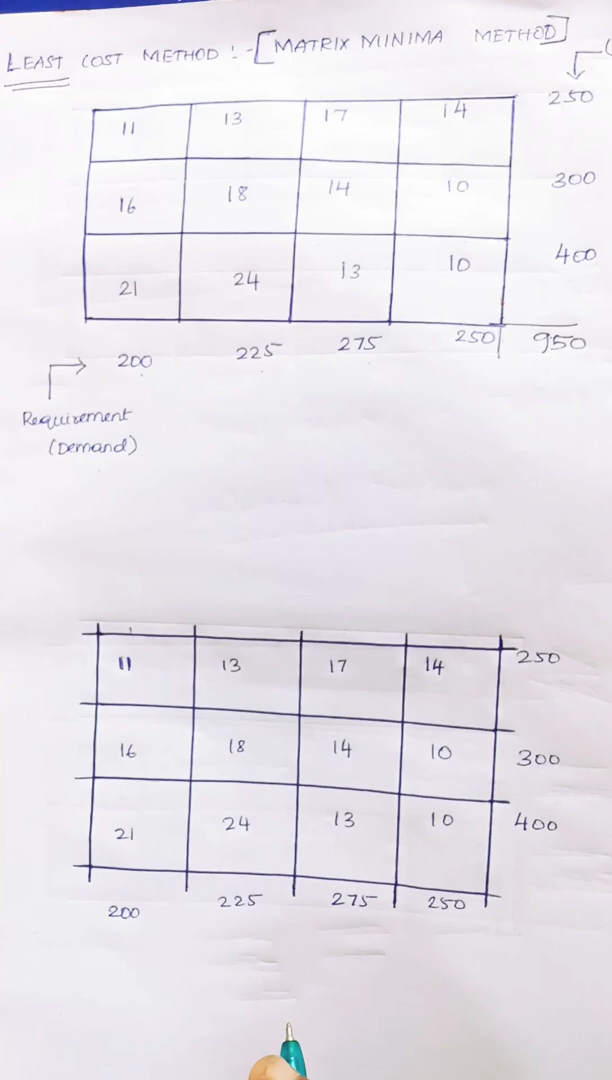 LEAST COST METHOD :- [MATRIX MINIMA METHOD]
11 13 17 14 250
16 18 14 10 300
21 24 13 10 400
200 225 275 250 950
Requirement
(Demand)
11 13 17 14 250
16 18 14 10 300
21 24 13 10 400
200 225 275 250